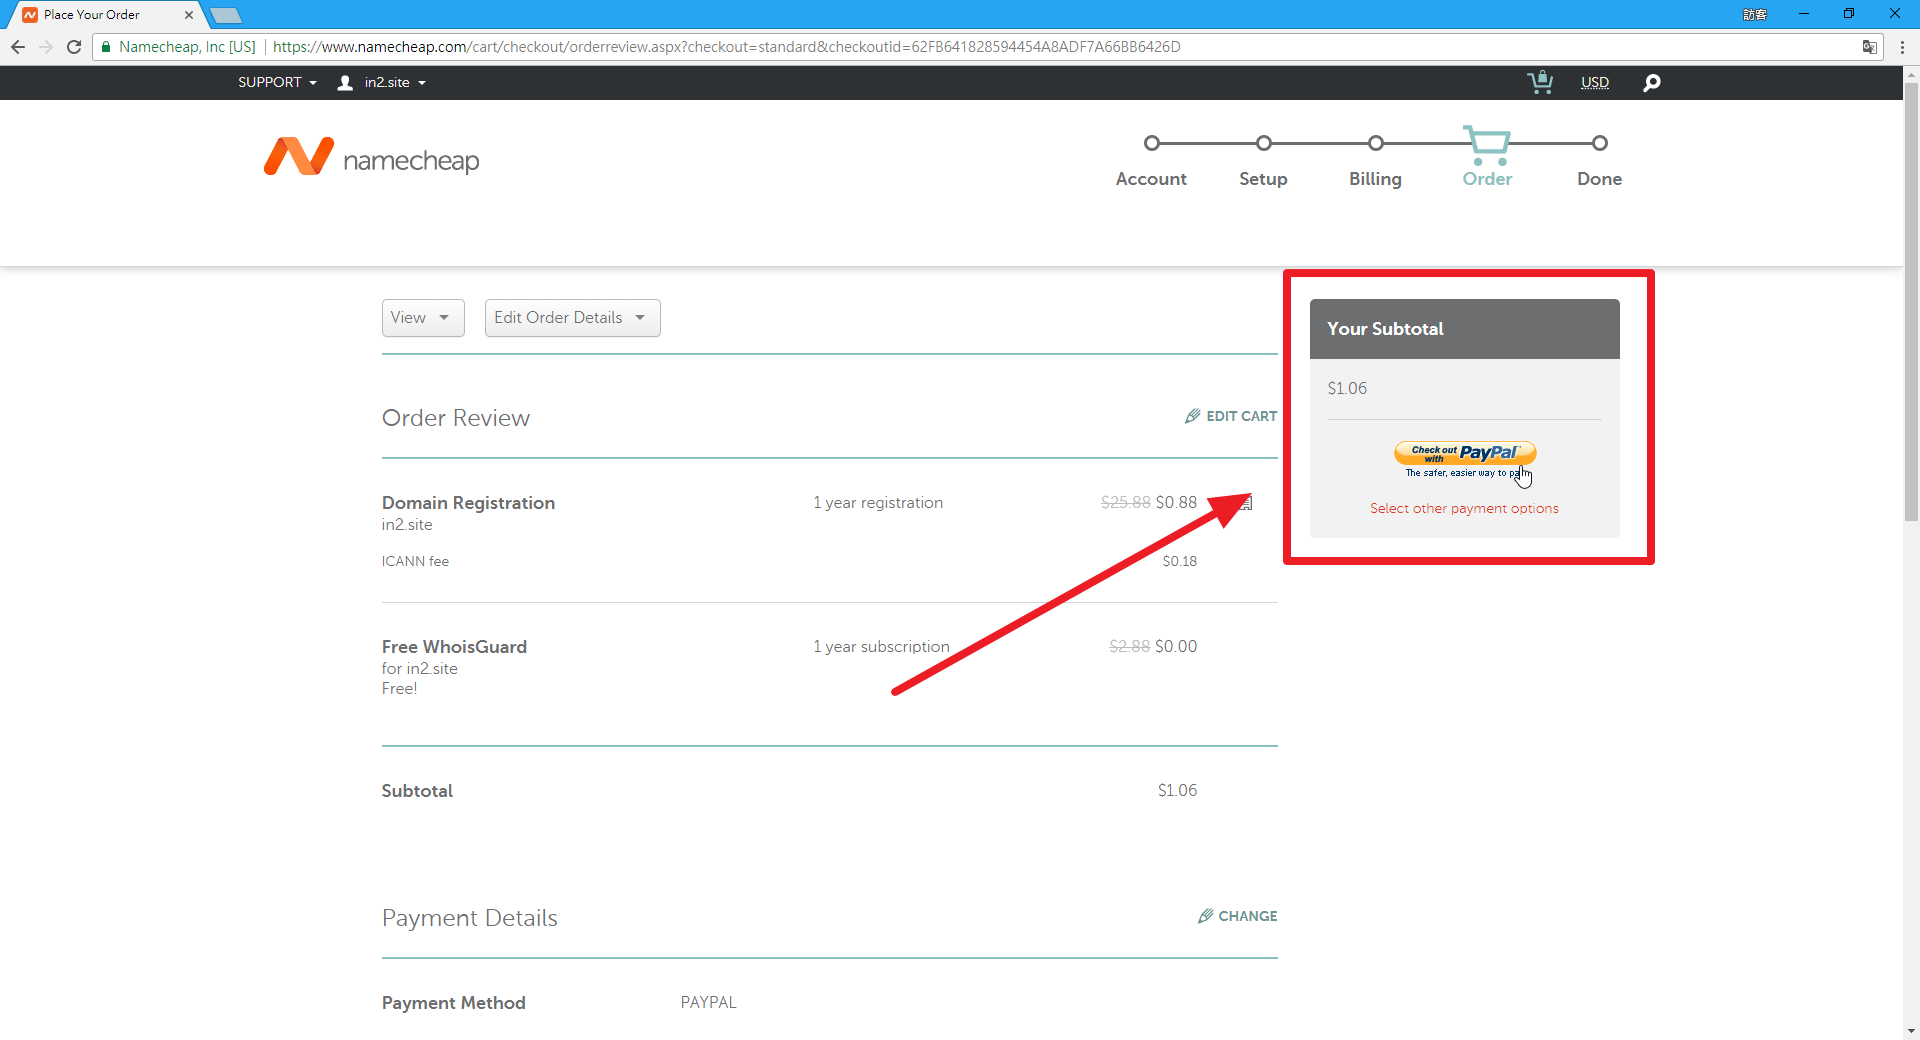 Place Your Order
訪客
Namecheap, Inc [US] https://www.namecheap.com/cart/checkout/orderreview.aspx?checkout=standard&checkoutid=62FB641828594454A8ADF7A66BB6426D
SUPPORT in2.site USD
namecheap
Account Setup Billing Order Done
View Edit Order Details
Your Subtotal
$1.06
Check out with PayPal
The safer, easier way to pay
Select other payment options
Order Review EDIT CART
Domain Registration 1 year registration $25.88 $0.88
in2.site
ICANN fee $0.18
Free WhoisGuard 1 year subscription $2.88 $0.00
for in2.site
Free!
Subtotal $1.06
Payment Details CHANGE
Payment Method PAYPAL